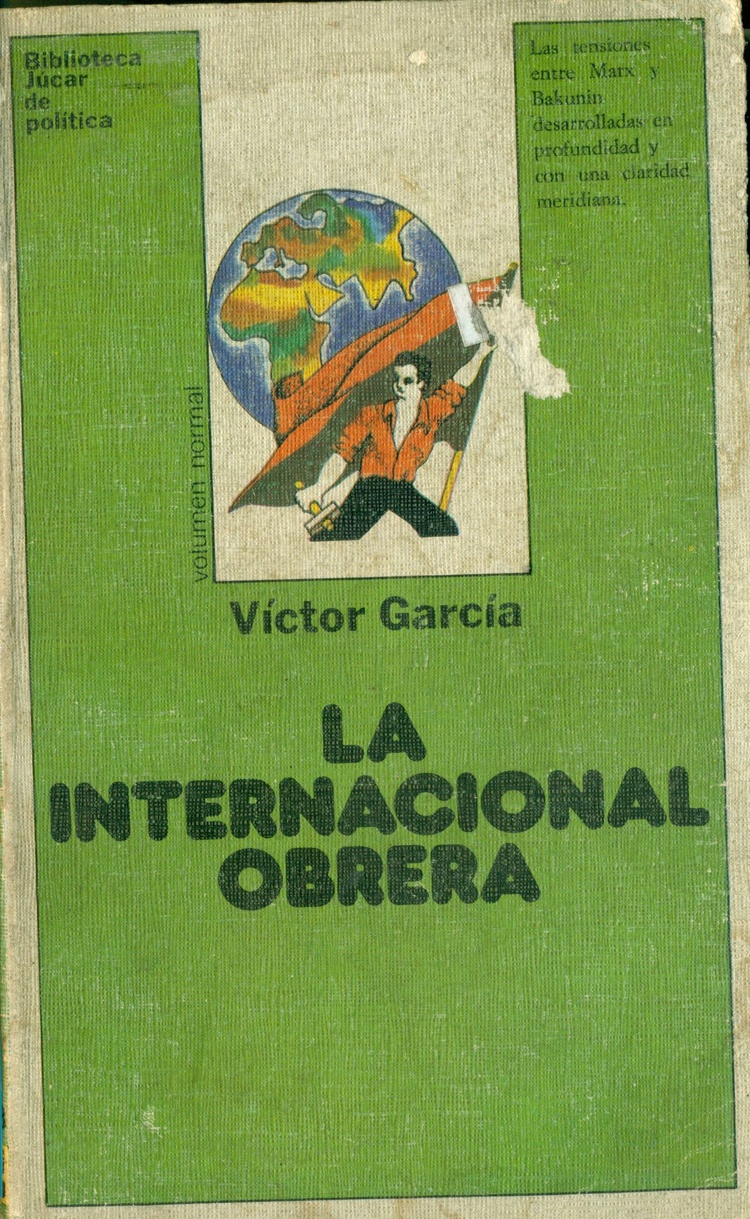 Biblioteca
Júcar
de
política
Las tensiones
entre Marx y
Bakunin
desarrolladas en
profundidad y
con una claridad
meridiana.
volumen normal
Víctor García
LA
INTERNACIONAL
OBRERA